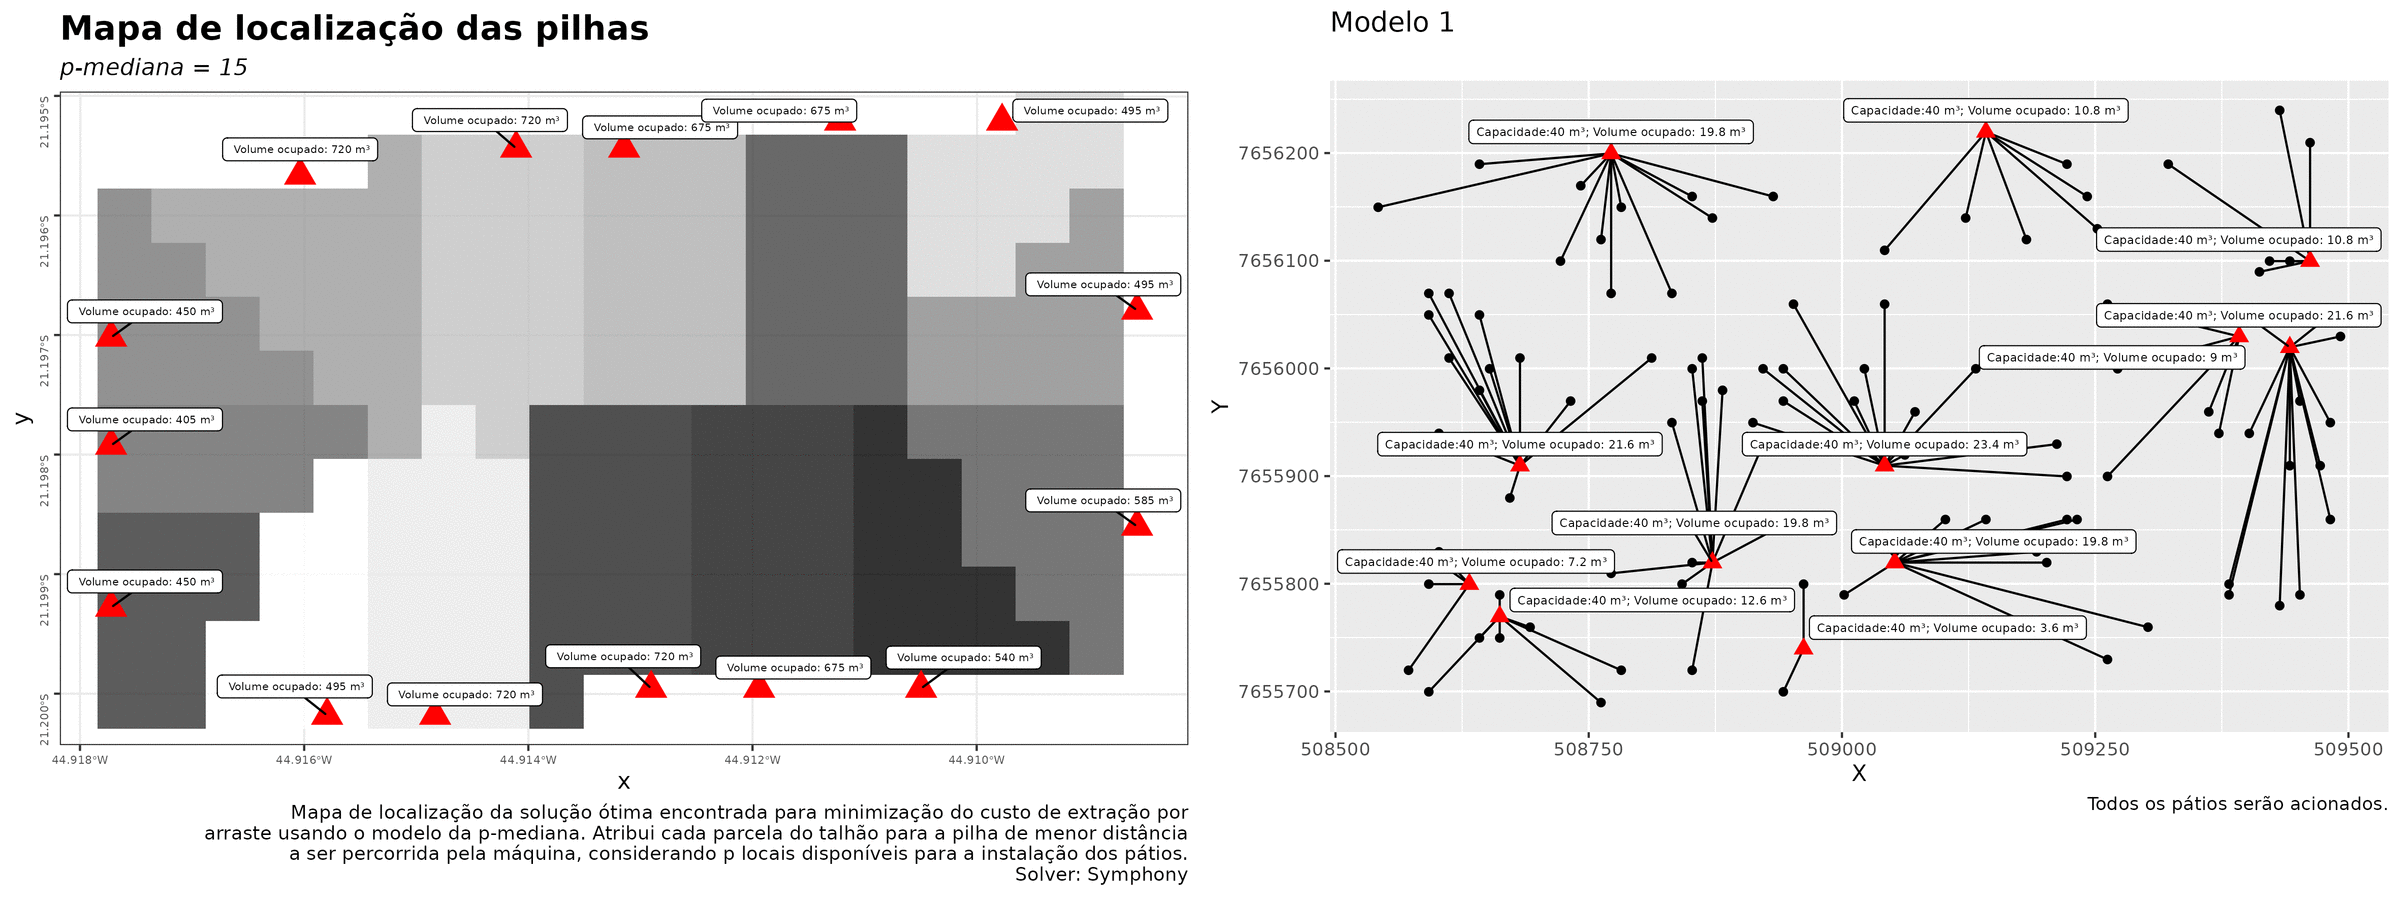 Mapa de localização das pilhas
p-mediana = 15
Volume ocupado: 675 m³
Volume ocupado: 495 m³
Volume ocupado: 720 m³
Volume ocupado: 675 m³
Volume ocupado: 720 m³
Volume ocupado: 495 m³
Volume ocupado: 450 m³
Volume ocupado: 405 m³
Volume ocupado: 585 m³
Volume ocupado: 450 m³
Volume ocupado: 720 m³
Volume ocupado: 540 m³
Volume ocupado: 675 m³
Volume ocupado: 495 m³
Volume ocupado: 720 m³
21.195°S
21.196°S
21.197°S
21.198°S
21.199°S
21.200°S
y
44.918°W
44.916°W
44.914°W
44.912°W
44.910°W
x
Mapa de localização da solução ótima encontrada para minimização do custo de extração por
arraste usando o modelo da p-mediana. Atribui cada parcela do talhão para a pilha de menor distância
a ser percorrida pela máquina, considerando p locais disponíveis para a instalação dos pátios.
Solver: Symphony
Modelo 1
Capacidade:40 m³; Volume ocupado: 10.8 m³
Capacidade:40 m³; Volume ocupado: 19.8 m³
Capacidade:40 m³; Volume ocupado: 10.8 m³
Capacidade:40 m³; Volume ocupado: 21.6 m³
Capacidade:40 m³; Volume ocupado: 9 m³
Capacidade:40 m³; Volume ocupado: 21.6 m³
Capacidade:40 m³; Volume ocupado: 23.4 m³
Capacidade:40 m³; Volume ocupado: 19.8 m³
Capacidade:40 m³; Volume ocupado: 19.8 m³
Capacidade:40 m³; Volume ocupado: 7.2 m³
Capacidade:40 m³; Volume ocupado: 12.6 m³
Capacidade:40 m³; Volume ocupado: 3.6 m³
7656200
7656100
7656000
7655900
7655800
7655700
Y
508500
508750
509000
509250
509500
X
Todos os pátios serão acionados.